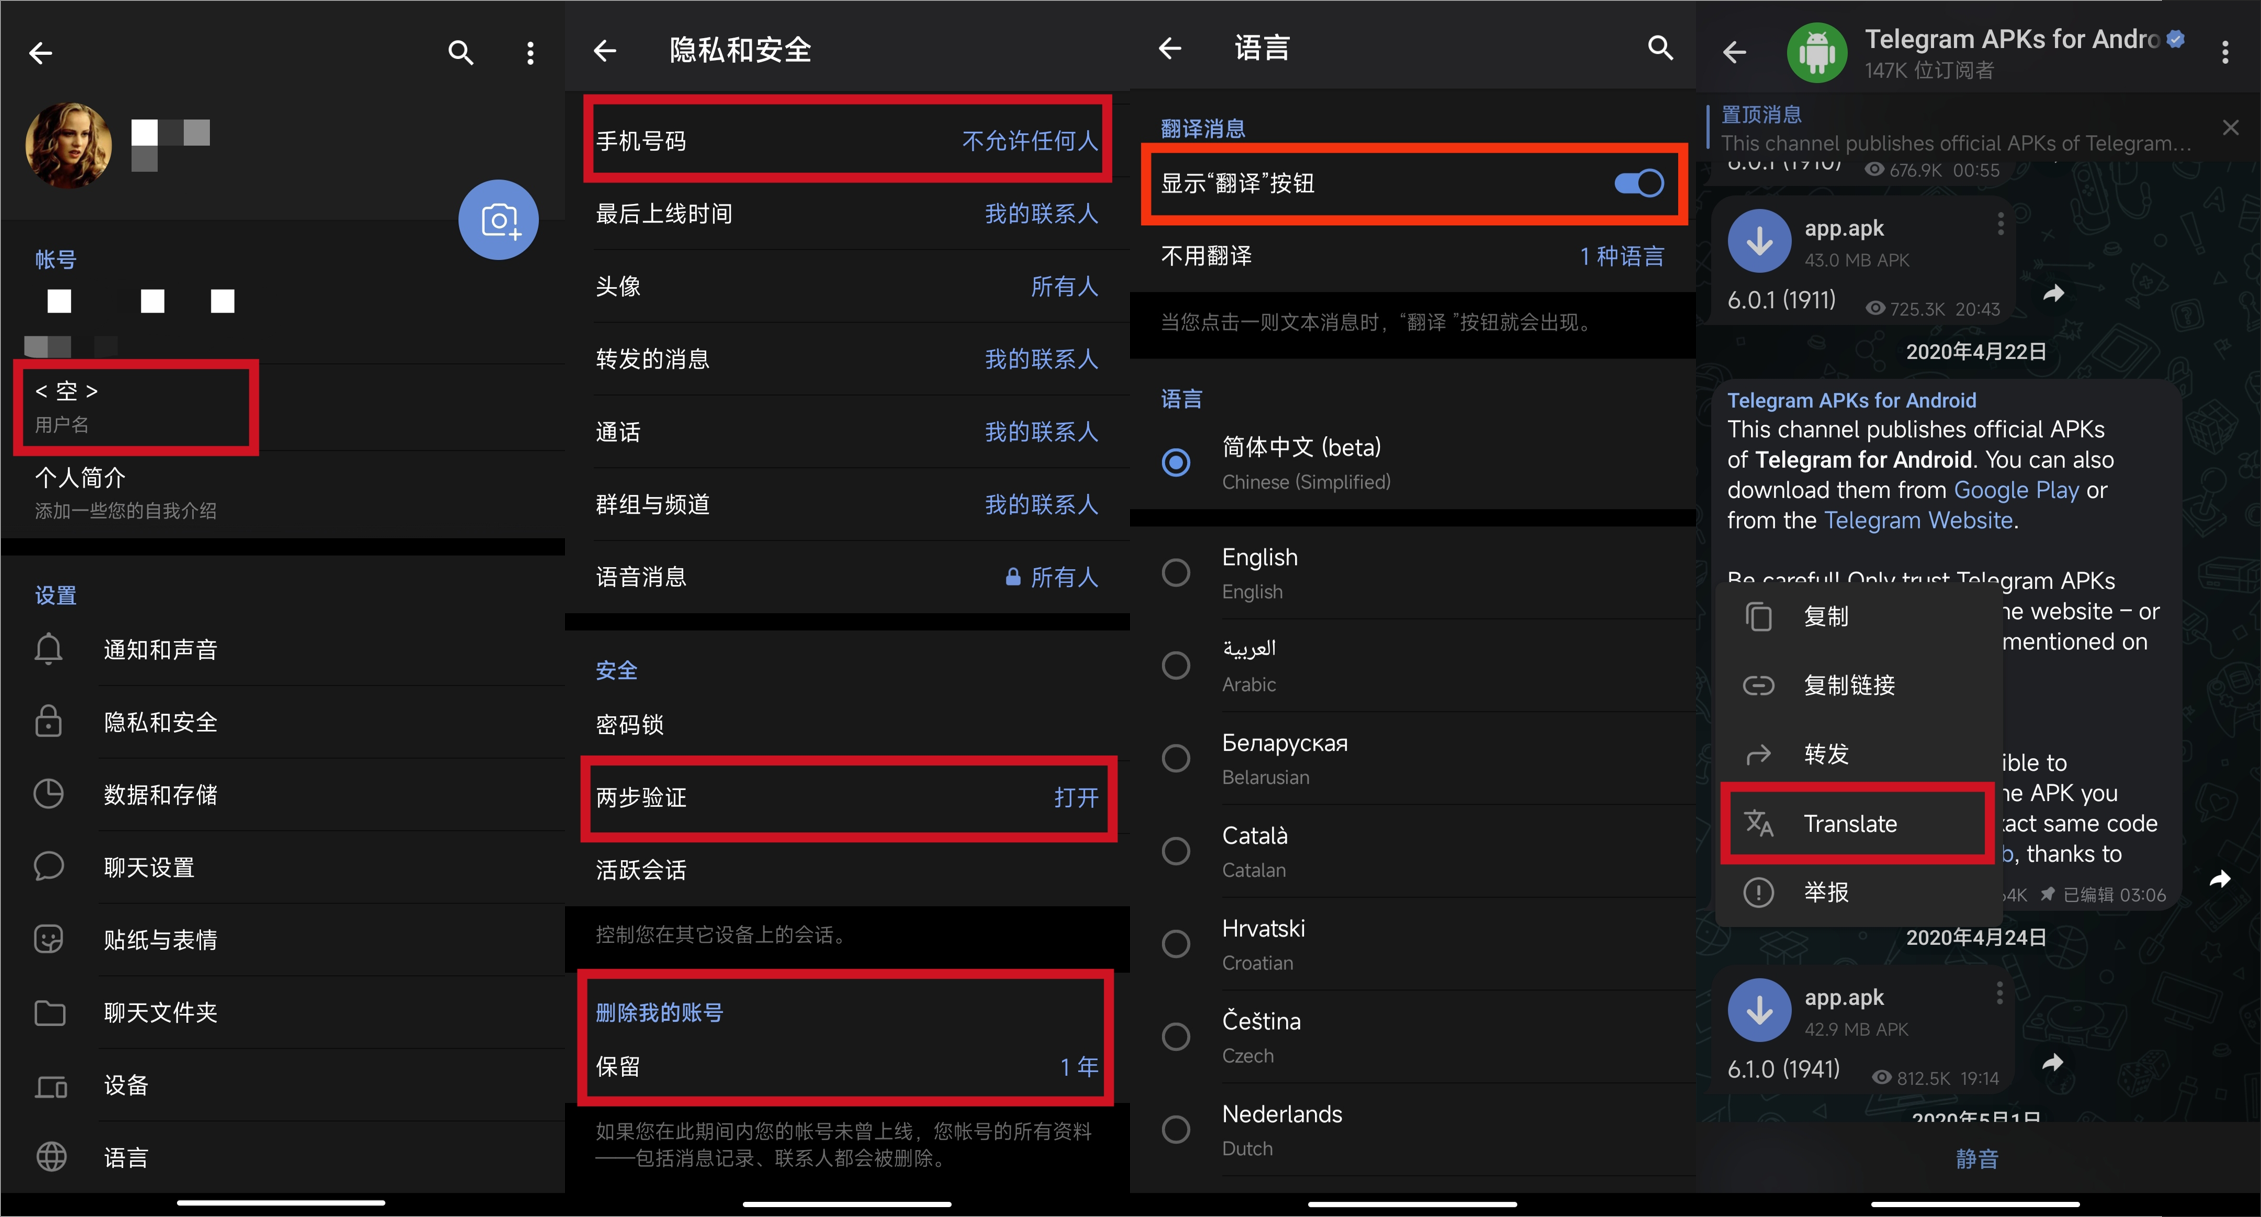 帐号
< 空 >
用户名
个人简介
添加一些您的自我介绍
设置
通知和声音
隐私和安全
数据和存储
聊天设置
贴纸与表情
聊天文件夹
设备
语言
隐私和安全
手机号码 不允许任何人
最后上线时间 我的联系人
头像 所有人
转发的消息 我的联系人
通话 我的联系人
群组与频道 我的联系人
语音消息 所有人
安全
密码锁
两步验证 打开
活跃会话
控制您在其它设备上的会话。
删除我的账号
保留 1 年
如果您在此期间内您的帐号未曾上线，您帐号的所有资料
——包括消息记录、联系人都会被删除。
语言
翻译消息
显示“翻译”按钮
不用翻译 1 种语言
当您点击一则文本消息时，“翻译 ”按钮就会出现。
语言
简体中文 (beta)
Chinese (Simplified)
English
English
العربية
Arabic
Беларуская
Belarusian
Català
Catalan
Hrvatski
Croatian
Čeština
Czech
Nederlands
Dutch
Telegram APKs for Andro
147K 位订阅者
置顶消息
This channel publishes official APKs of Telegram...
6.0.1 (1910) 676.9K 00:55
app.apk
43.0 MB APK
6.0.1 (1911) 725.3K 20:43
2020年4月22日
Telegram APKs for Android
This channel publishes official APKs
of Telegram for Android. You can also
download them from Google Play or
from the Telegram Website.
Be careful! Only trust Telegram APKs
he website – or
mentioned on
复制
复制链接
转发
Translate
举报
ible to
he APK you
xact same code
b, thanks to
64K 已编辑 03:06
2020年4月24日
app.apk
42.9 MB APK
6.1.0 (1941) 812.5K 19:14
2020年5月1日
静音